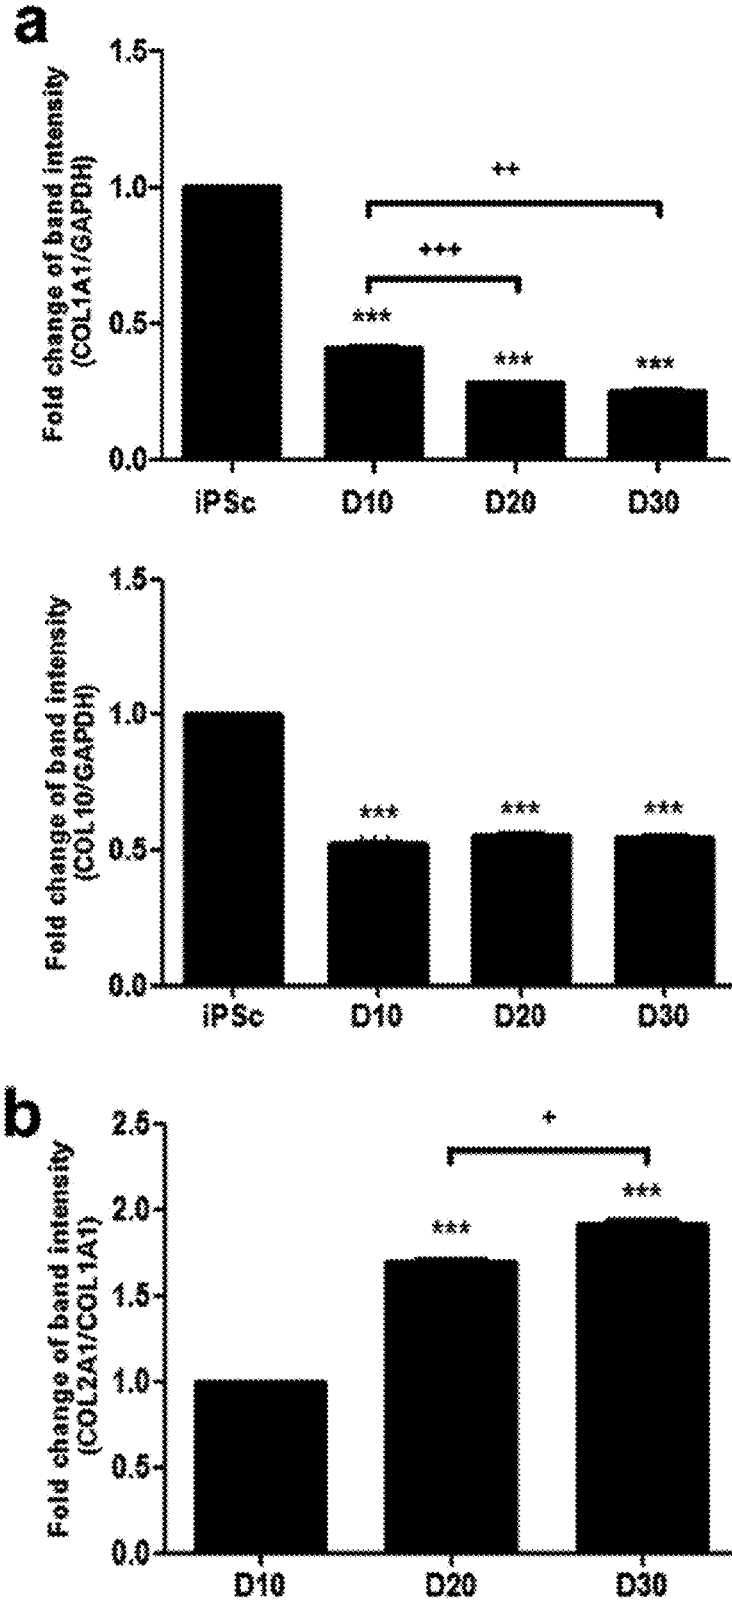 a
Fold change of band intensity
(COL1A1/GAPDH)
1.5
1.0
0.5
0.0
++
+++
***
***
***
iPSc
D10
D20
D30
Fold change of band intensity
(COL10/GAPDH)
1.5
1.0
0.5
0.0
***
***
***
iPSc
D10
D20
D30
b
Fold change of band intensity
(COL2A1/COL1A1)
2.5
2.0
1.5
1.0
0.5
0.0
+
***
***
D10
D20
D30